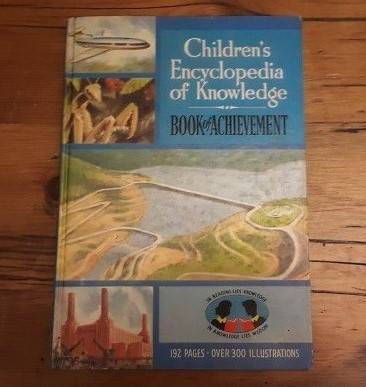 Children's
Encyclopedia
of Knowledge
BOOK of ACHIEVEMENT
IN READING LIES KNOWLEDGE
IN KNOWLEDGE LIES WISDOM
192 PAGES - OVER 300 ILLUSTRATIONS